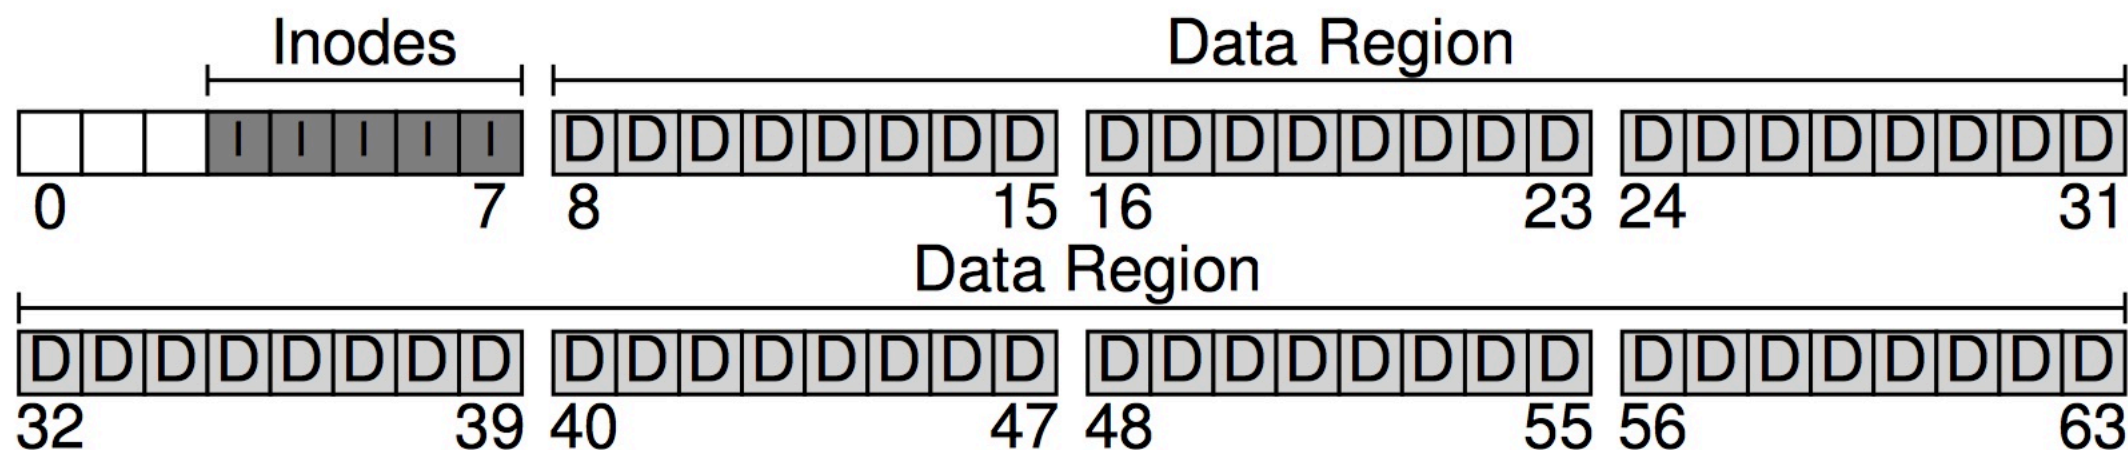 Inodes Data Region
I I I I I D D D D D D D D D D D D D D D D D D D D D D D D
0 7 8 15 16 23 24 31
Data Region
D D D D D D D D D D D D D D D D D D D D D D D D D D D D D D D D
32 39 40 47 48 55 56 63